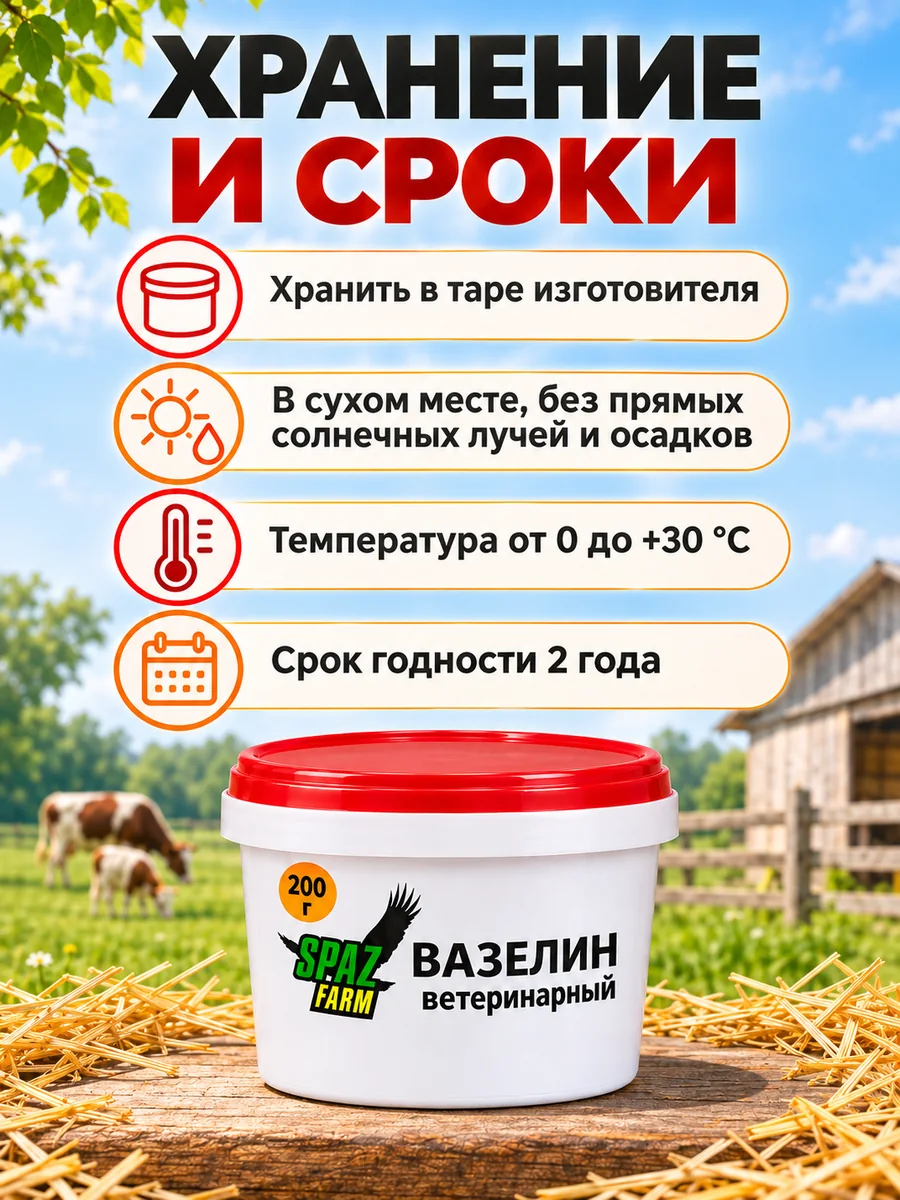 ХРАНЕНИЕ
И СРОКИ
Хранить в таре изготовителя
В сухом месте, без прямых
солнечных лучей и осадков
Температура от 0 до +30 °C
Срок годности 2 года
200
г
SPAZ
FARM
ВАЗЕЛИН
ветеринарный